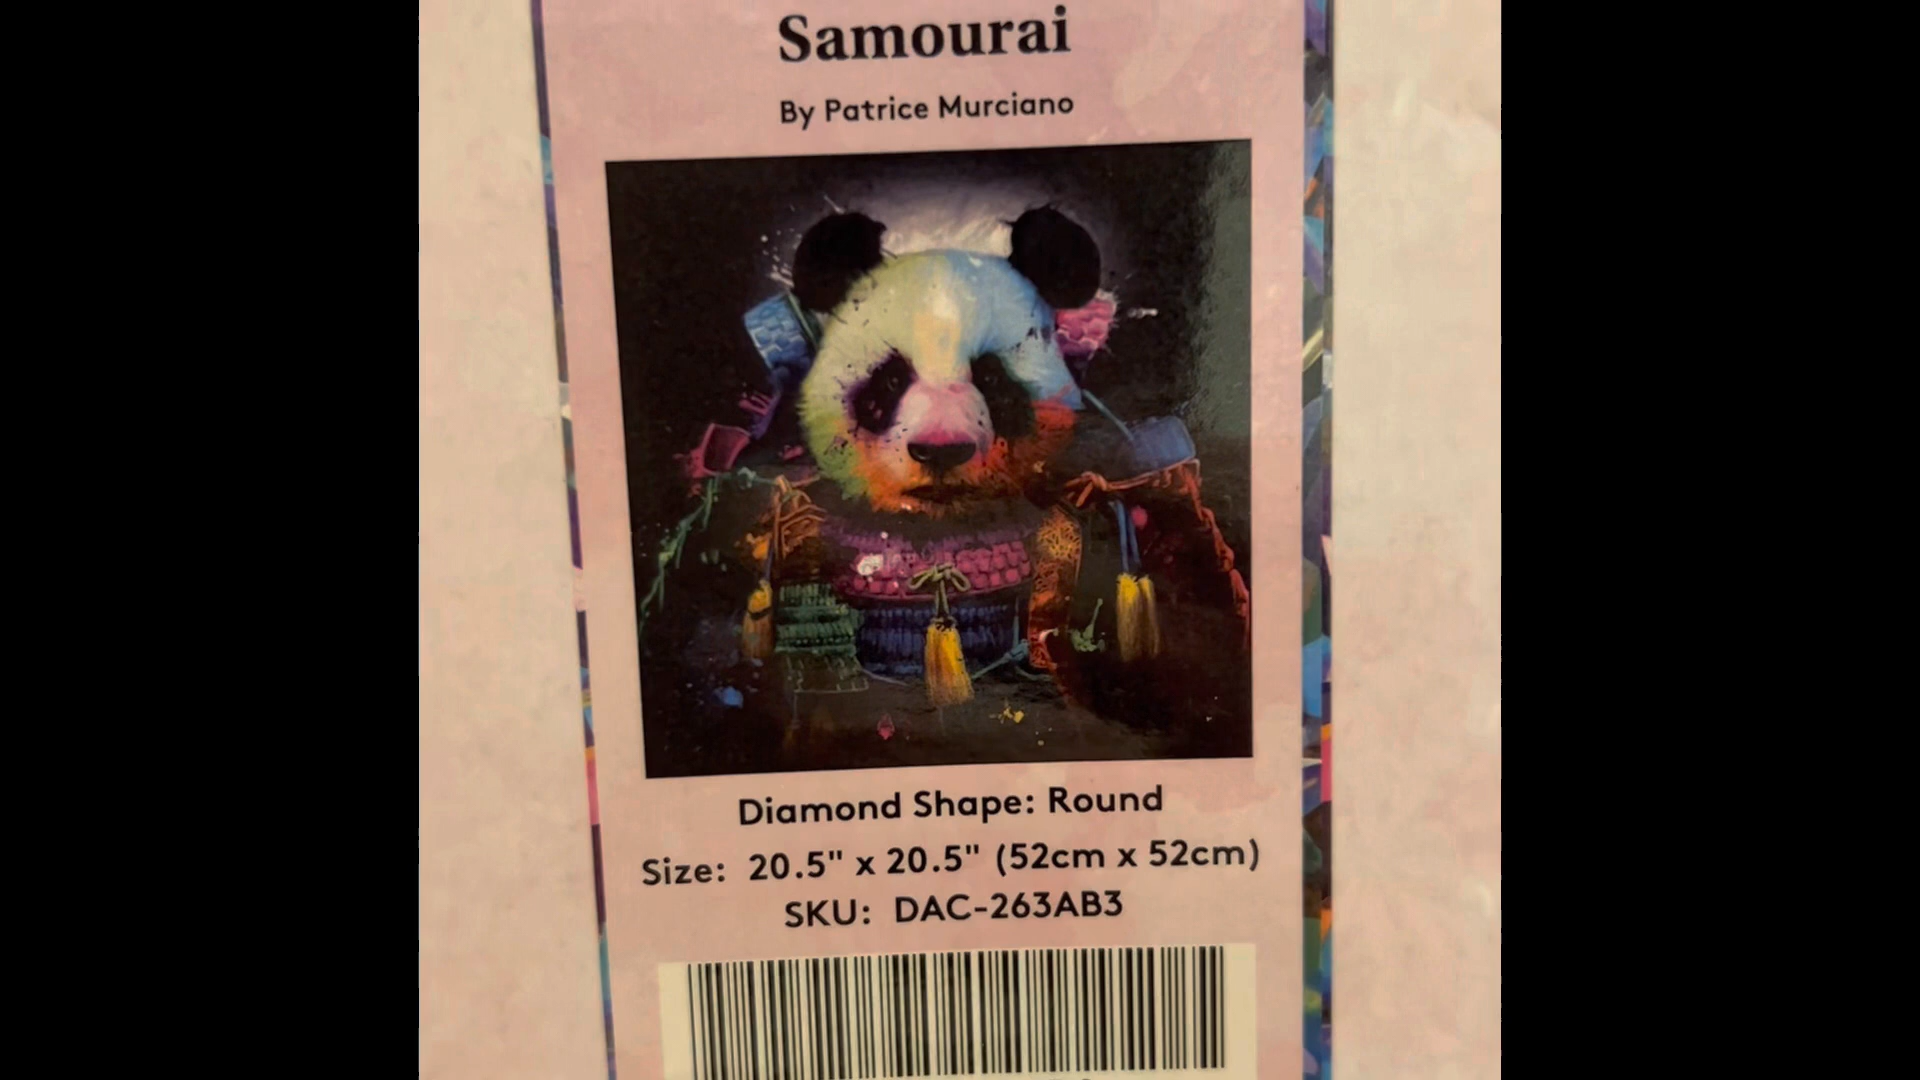 Samourai
By Patrice Murciano
Diamond Shape: Round
Size: 20.5" x 20.5" (52cm x 52cm)
SKU: DAC-263AB3